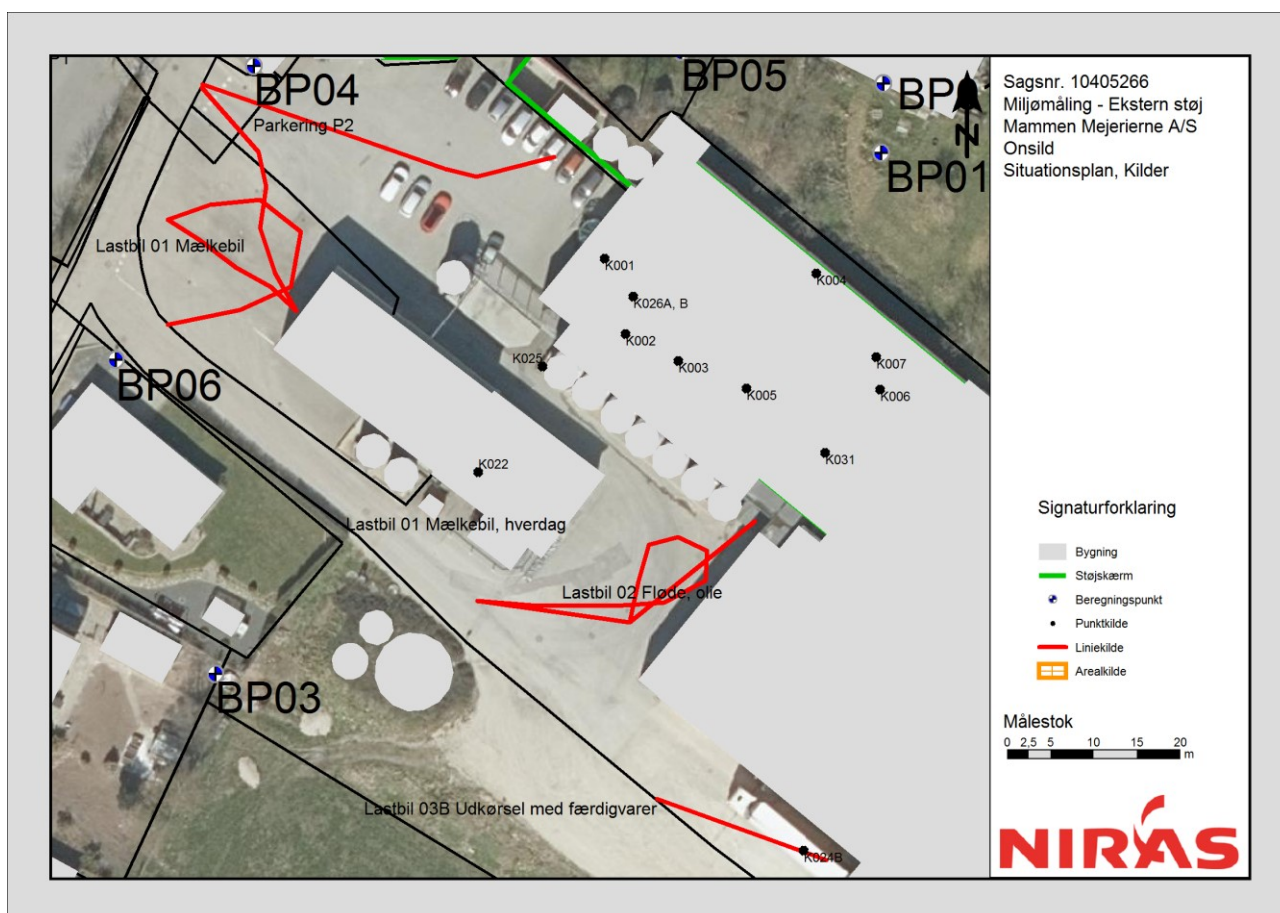 BP04
BP05
BP0
N
BP01
Parkering P2
Lastbil 01 Mælkebil
K001
K004
K026A, B
K002
K025
K003
K007
K005
K006
BP06
K031
K022
Lastbil 01 Mælkebil, hverdag
Lastbil 02 Fløde, olie
BP03
Lastbil 03B Udkørsel med færdigvarer
K024B
Sagsnr. 10405266
Miljømåling - Ekstern støj
Mammen Mejerierne A/S
Onsild
Situationsplan, Kilder
Signaturforklaring
Bygning
Støjskærm
Beregningspunkt
Punktkilde
Liniekilde
Arealkilde
Målestok
0 2,5 5 10 15 20
m
NIRAS